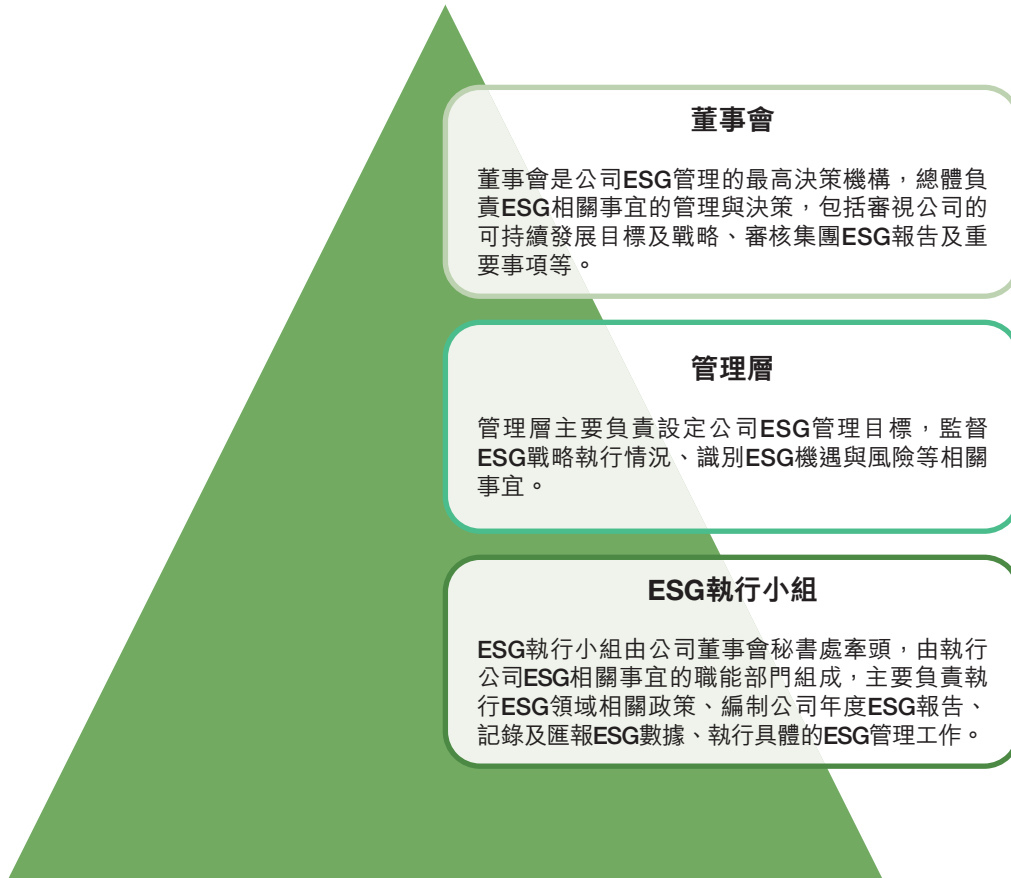 董事會
董事會是公司ESG管理的最高決策機構，總體負
責ESG相關事宜的管理與決策，包括審視公司的
可持續發展目標及戰略、審核集團ESG報告及重
要事項等。
管理層
管理層主要負責設定公司ESG管理目標，監督
ESG戰略執行情況、識別ESG機遇與風險等相關
事宜。
ESG執行小組
ESG執行小組由公司董事會秘書處牽頭，由執行
公司ESG相關事宜的職能部門組成，主要負責執
行ESG領域相關政策、編制公司年度ESG報告、
記錄及匯報ESG數據、執行具體的ESG管理工作。